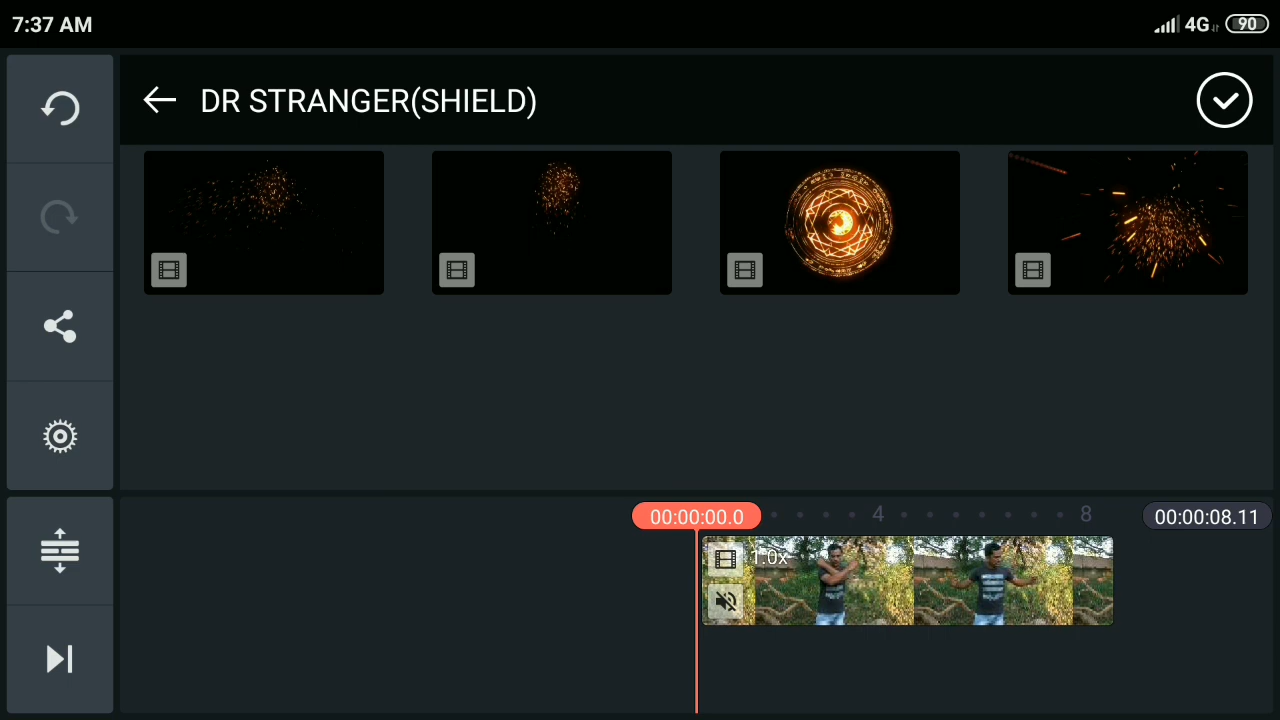 7:37 AM
4G
90
DR STRANGER(SHIELD)
00:00:00.0
4
8
00:00:08.11
1.0x